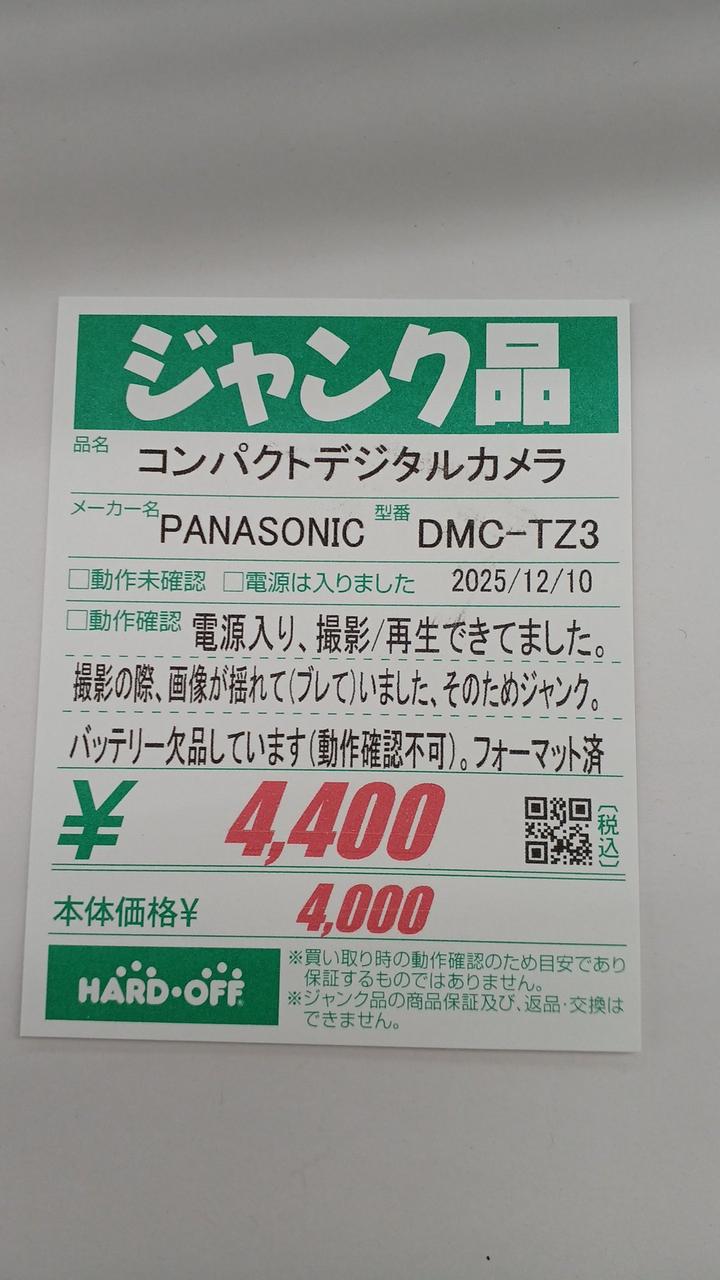 ジャンク品
品名 コンパクトデジタルカメラ
メーカー名 PANASONIC 型番 DMC-TZ3
□動作未確認 □電源は入りました 2025/12/10
□動作確認 電源入り、撮影/再生できてました。
撮影の際、画像が揺れて(ブレて)いました、そのためジャンク。
バッテリー欠品しています(動作確認不可)。フォーマット済
¥ 4,400 (税込)
本体価格¥ 4,000
HARD・OFF
※買い取り時の動作確認のため目安であり
保証するものではありません。
※ジャンク品の商品保証及び、返品・交換は
できません。